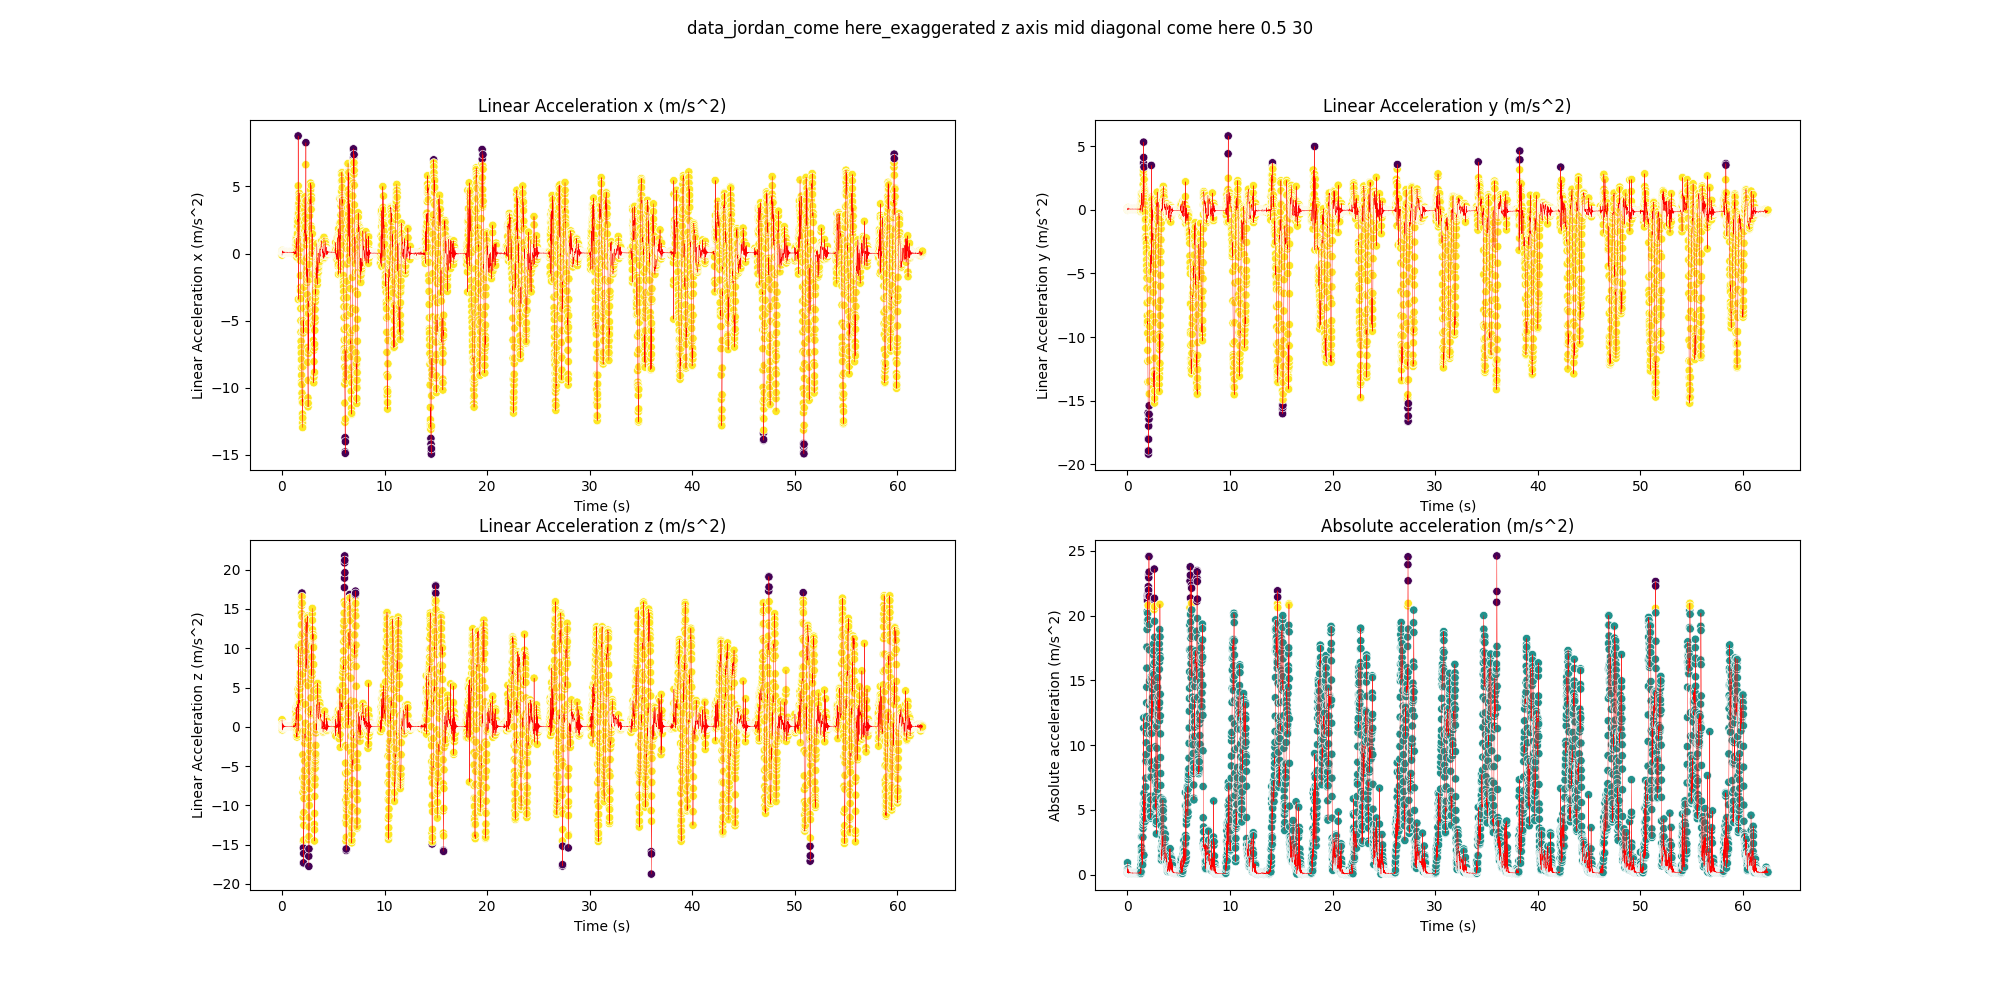 data_jordan_come here_exaggerated z axis mid diagonal come here 0.5 30
Linear Acceleration x (m/s^2)
Linear Acceleration x (m/s^2)
5
0
−5
−10
−15
0 10 20 30 40 50 60
Time (s)
Linear Acceleration y (m/s^2)
Linear Acceleration y (m/s^2)
5
0
−5
−10
−15
−20
0 10 20 30 40 50 60
Time (s)
Linear Acceleration z (m/s^2)
Linear Acceleration z (m/s^2)
20
15
10
5
0
−5
−10
−15
−20
0 10 20 30 40 50 60
Time (s)
Absolute acceleration (m/s^2)
Absolute acceleration (m/s^2)
25
20
15
10
5
0
0 10 20 30 40 50 60
Time (s)